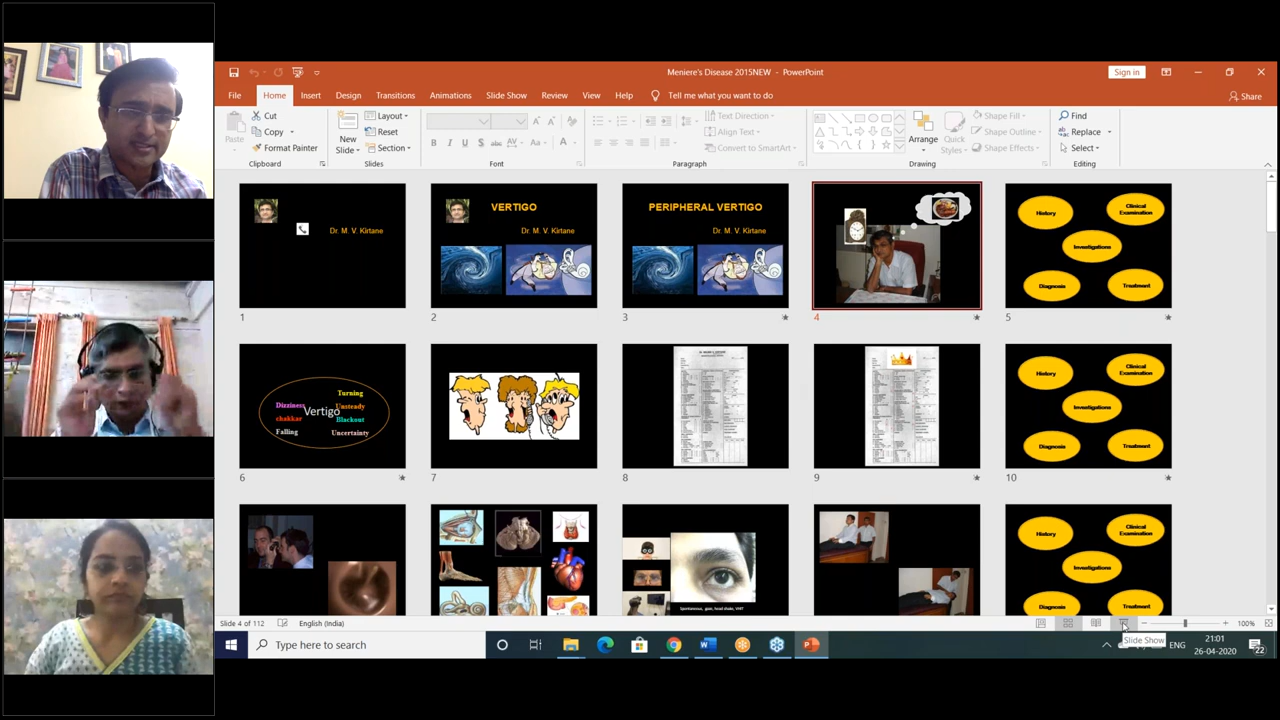 Meniere's Disease 2015NEW - PowerPoint
Sign in
File Home Insert Design Transitions Animations Slide Show Review View Help Tell me what you want to do Share
Paste
Cut
Copy
Format Painter
Clipboard
New
Slide
Layout
Reset
Section
Slides
Font
Text Direction
Align Text
Convert to SmartArt
Paragraph
Arrange
Quick
Styles
Shape Fill
Shape Outline
Shape Effects
Drawing
Find
Replace
Select
Editing
Dr. M. V. Kirtane
1
VERTIGO
Dr. M. V. Kirtane
2
PERIPHERAL VERTIGO
Dr. M. V. Kirtane
3
4
History
Clinical
Examination
Investigations
Diagnosis
Treatment
5
Turning
Dizziness
Vertigo
Unsteady
chakkar
Blackout
Falling
Uncertainty
6
7
8
9
History
Clinical
Examination
Investigations
Diagnosis
Treatment
10
Spontaneous, gaze, head shake, VHIT
History
Clinical
Examination
Investigations
Diagnosis
Treatment
Slide 4 of 112
English (India)
100%
Slide Show
Type here to search
ENG
21:01
26-04-2020
22